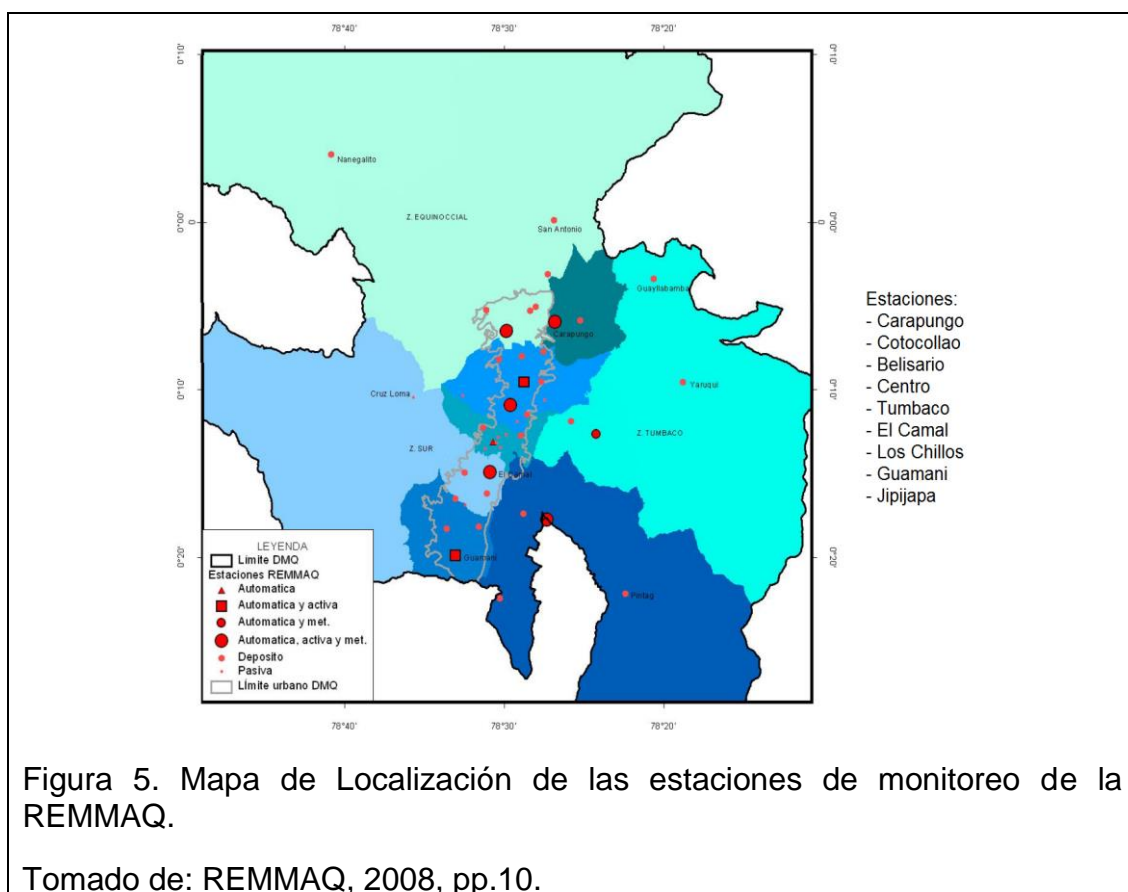 78°40' 78°30' 78°20'
0°10' 0°10'
Nanegalito
Z. EQUINOCCIAL
San Antonio
0°00' 0°00'
Guayllabamba
Carapungo
Cruz Loma
0°10' 0°10'
Yaruqui
Z. SUR
Z. TUMBACO
El Camal
LEYENDA
Límite DMQ
Estaciones REMMAQ
Automatica
Automatica y activa
Automatica y met.
Automatica, activa y met.
Deposito
Pasiva
Límite urbano DMQ
Guamani
0°20' 0°20'
Pintag
78°40' 78°30' 78°20'
Estaciones:
- Carapungo
- Cotocollao
- Belisario
- Centro
- Tumbaco
- El Camal
- Los Chillos
- Guamani
- Jipijapa
Figura 5. Mapa de Localización de las estaciones de monitoreo de la
REMMAQ.
Tomado de: REMMAQ, 2008, pp.10.